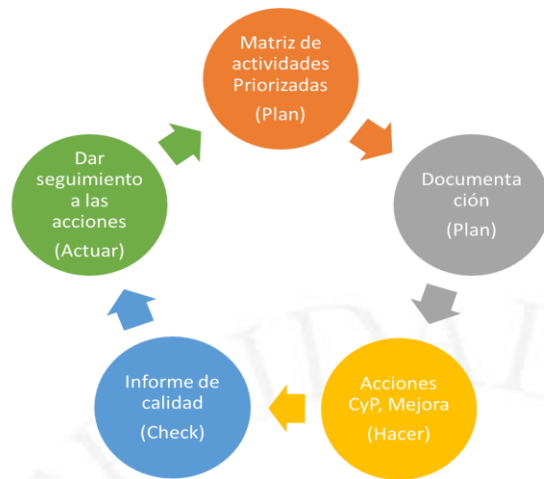 Matriz de
actividades
Priorizadas
(Plan)
Documenta
ción
(Plan)
Acciones
CyP, Mejora
(Hacer)
Informe de
calidad
(Check)
Dar
seguimiento
a las
acciones
(Actuar)